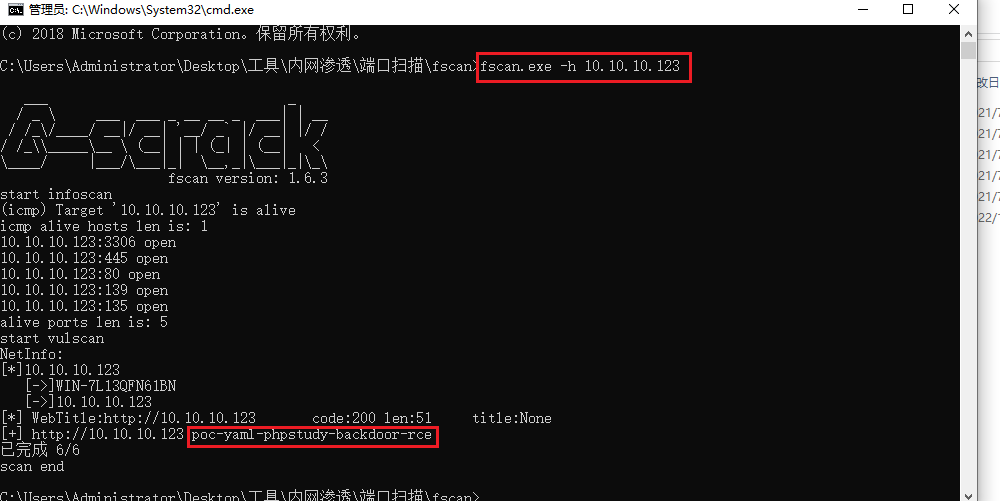 管理员: C:\Windows\System32\cmd.exe
(c) 2018 Microsoft Corporation。保留所有权利。
C:\Users\Administrator\Desktop\工具\内网渗透\端口扫描\fscan>fscan.exe -h 10.10.10.123
fscan version: 1.6.3
start infoscan
(icmp) Target '10.10.10.123' is alive
icmp alive hosts len is: 1
10.10.10.123:3306 open
10.10.10.123:445 open
10.10.10.123:80 open
10.10.10.123:139 open
10.10.10.123:135 open
alive ports len is: 5
start vulscan
NetInfo:
[*]10.10.10.123
[->]WIN-7L13QFN61BN
[->]10.10.10.123
[*] WebTitle:http://10.10.10.123 code:200 len:51 title:None
[+] http://10.10.10.123 poc-yaml-phpstudy-backdoor-rce
已完成 6/6
scan end
C:\Users\Administrator\Desktop\工具\内网渗透\端口扫描\fscan>
改日
21/7
21/7
21/7
21/7
21/7
22/